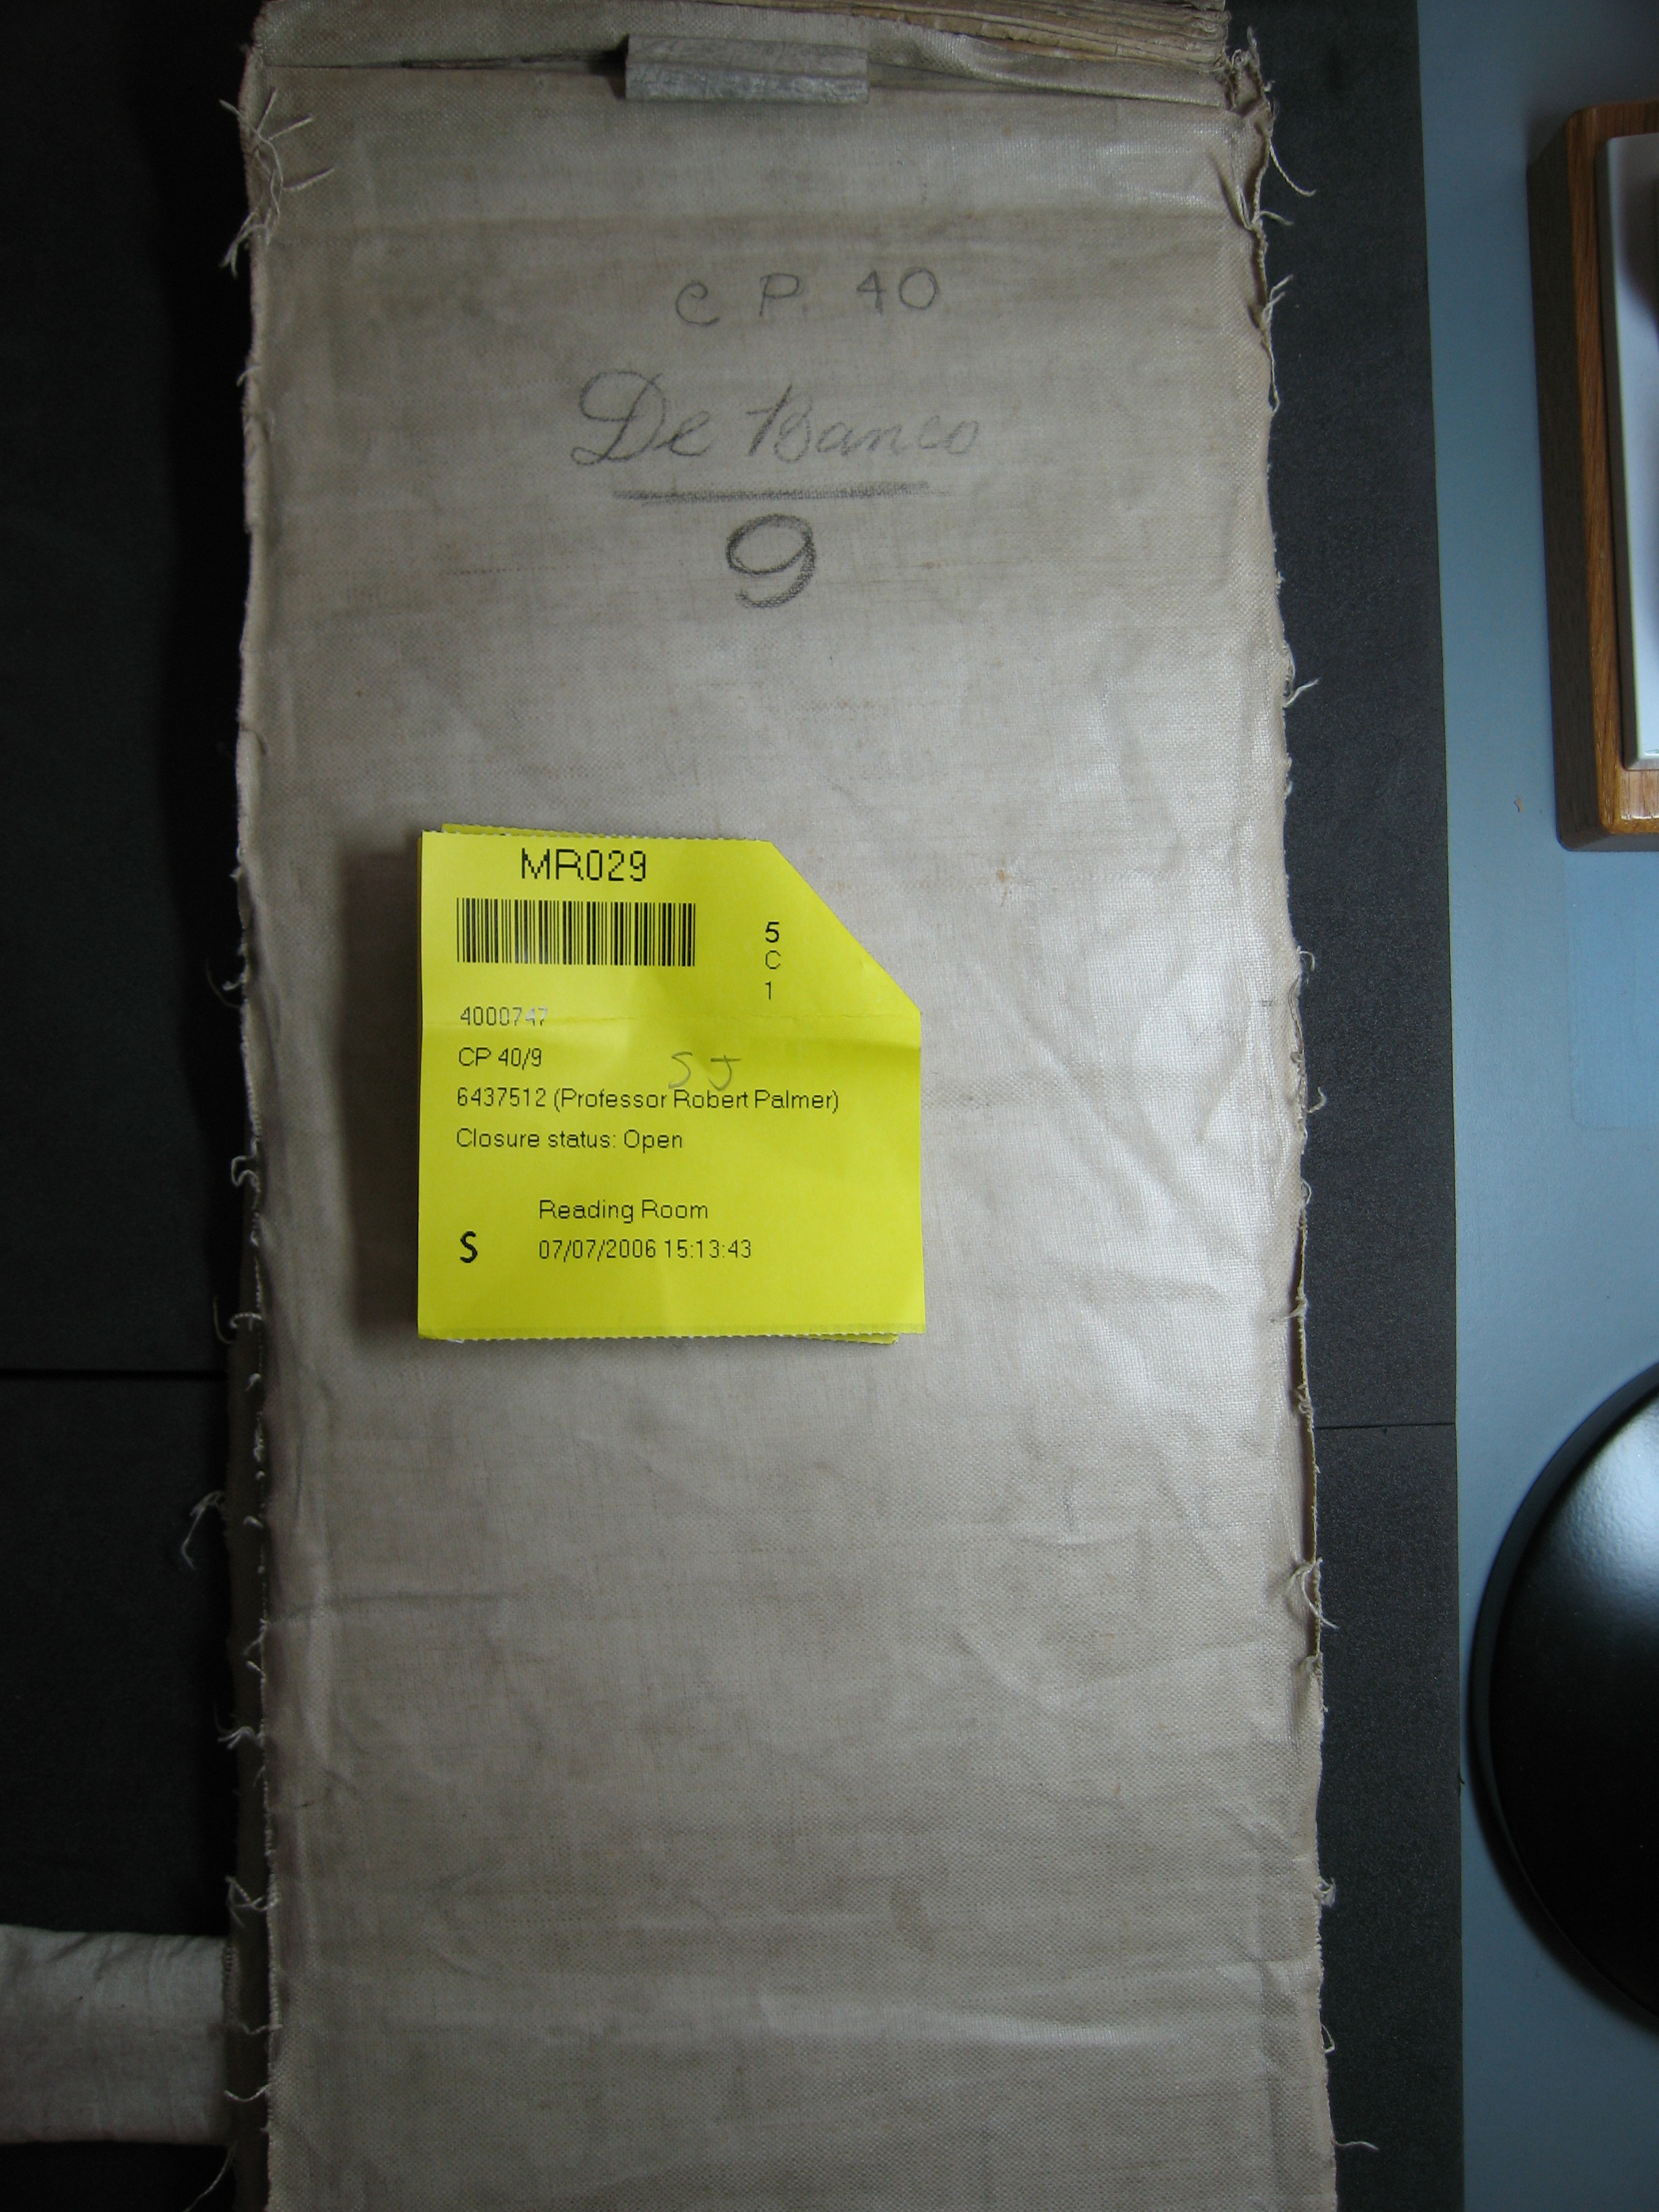 C P. 40
De Banco
9
MR029
5
C
1
4000747
CP 40/9
S J
6437512 (Professor Robert Palmer)
Closure status: Open
Reading Room
S 07/07/2006 15:13:43